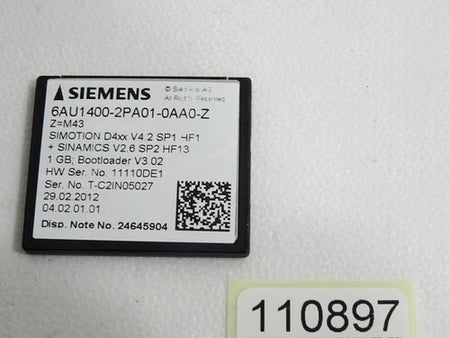 SIEMENS
© Siemens AG
All Rights Reserved
6AU1400-2PA01-0AA0-Z
Z=M43
SIMOTION D4xx V4.2 SP1 HF1
+ SINAMICS V2.6 SP2 HF13
1 GB; Bootloader V3.02
HW Ser. No. 11110DE1
Ser. No. T-C2IN05027
29.02.2012
04.02.01.01
Disp. Note No. 24645904
110897